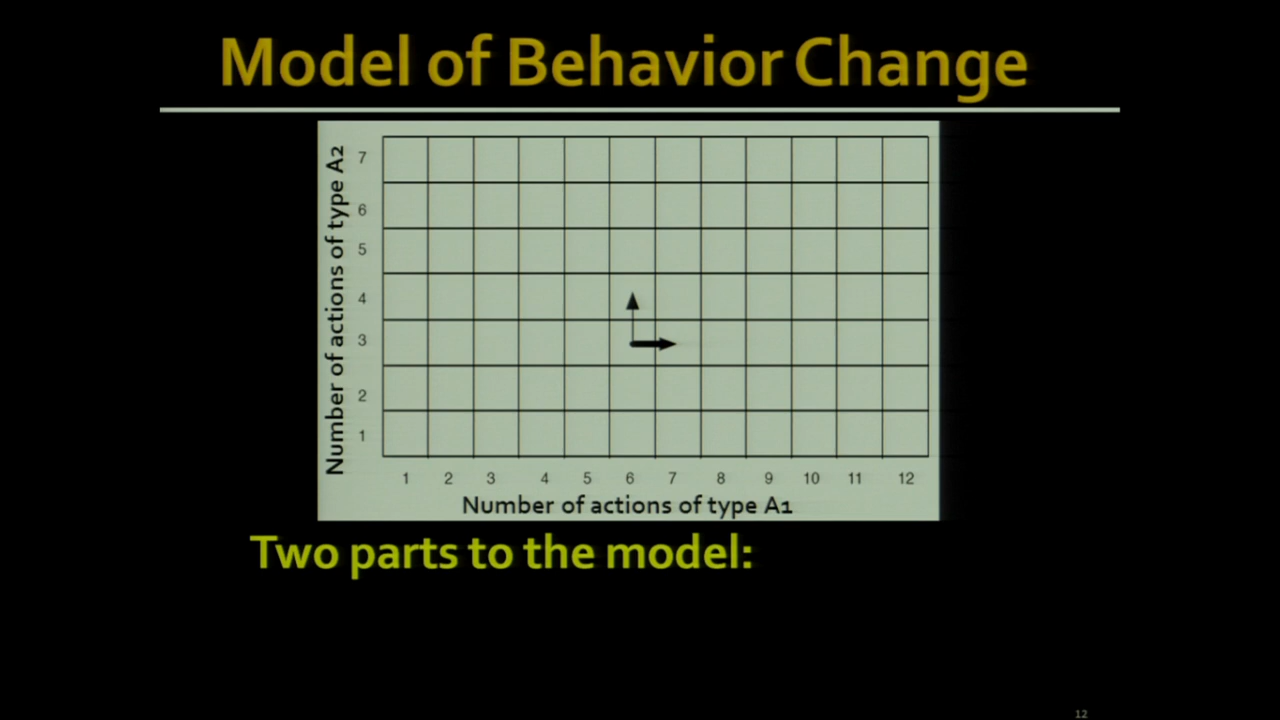 Model of Behavior Change
Number of actions of type A2
7
6
5
4
3
2
1
1 2 3 4 5 6 7 8 9 10 11 12
Number of actions of type A1
Two parts to the model:
12